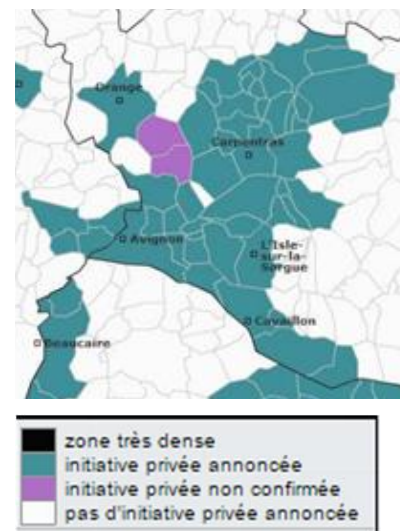 Orange
Carpentras
Avignon
L'Isle-
sur-la-
Sorgue
Cavaillon
Beaucaire
zone très dense
initiative privée annoncée
initiative privée non confirmée
pas d'initiative privée annoncée